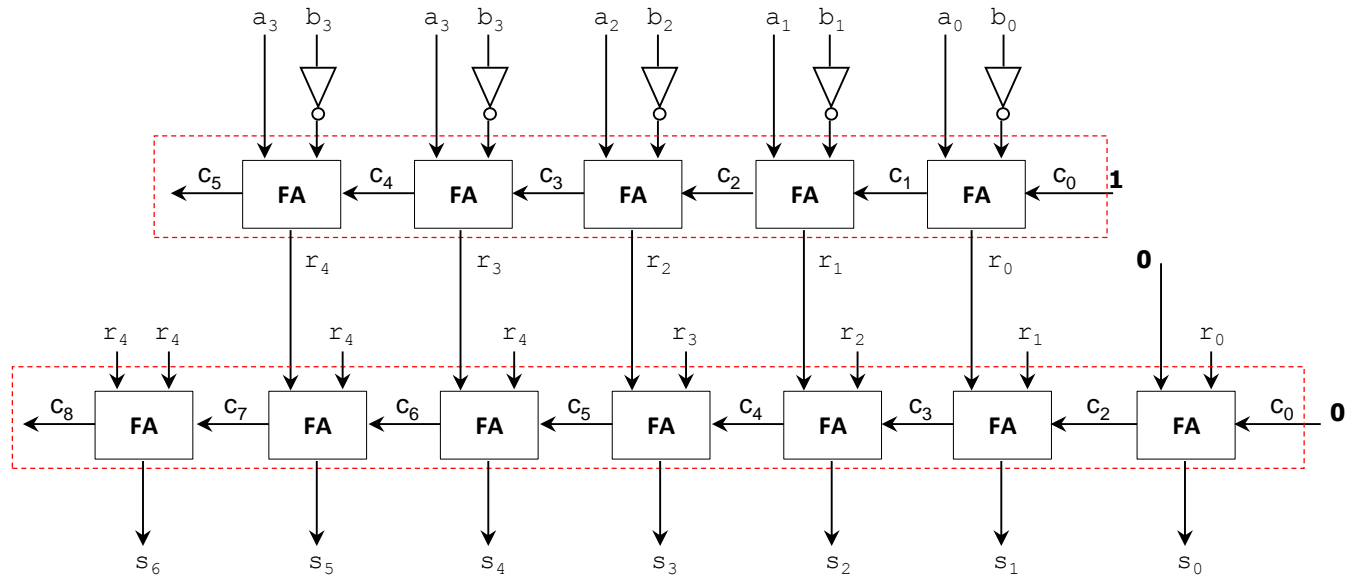 a₃ b₃ a₃ b₃ a₂ b₂ a₁ b₁ a₀ b₀
c₅ FA c₄ FA c₃ FA c₂ FA c₁ FA c₀ 1
r₄ r₃ r₂ r₁ r₀ 0
r₄ r₄ r₄ r₄ r₃ r₂ r₁ r₀
c₈ FA c₇ FA c₆ FA c₅ FA c₄ FA c₃ FA c₂ FA c₀ 0
s₆ s₅ s₄ s₃ s₂ s₁ s₀